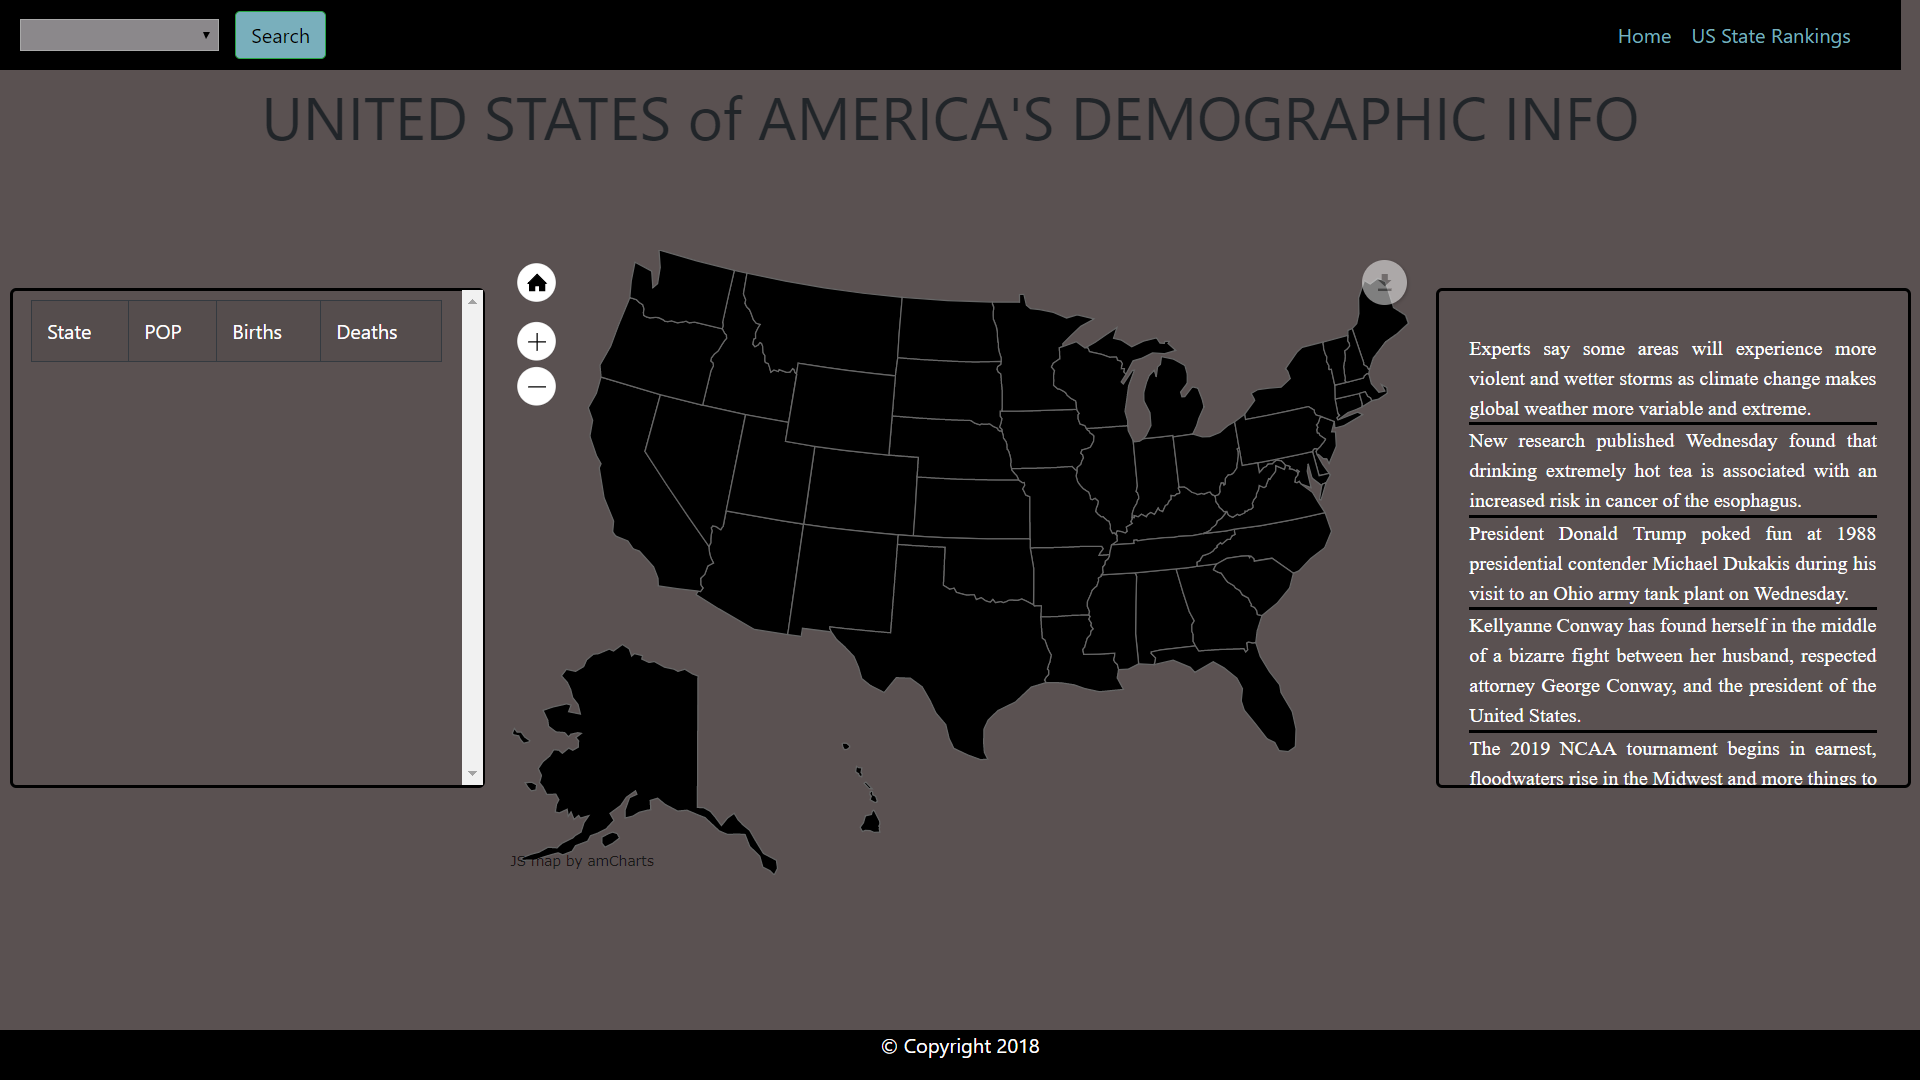 Search
Home
US State Rankings
UNITED STATES of AMERICA'S DEMOGRAPHIC INFO
State POP Births Deaths
JS map by amCharts
Experts say some areas will experience more
violent and wetter storms as climate change makes
global weather more variable and extreme.
New research published Wednesday found that
drinking extremely hot tea is associated with an
increased risk in cancer of the esophagus.
President Donald Trump poked fun at 1988
presidential contender Michael Dukakis during his
visit to an Ohio army tank plant on Wednesday.
Kellyanne Conway has found herself in the middle
of a bizarre fight between her husband, respected
attorney George Conway, and the president of the
United States.
The 2019 NCAA tournament begins in earnest,
floodwaters rise in the Midwest and more things to
© Copyright 2018